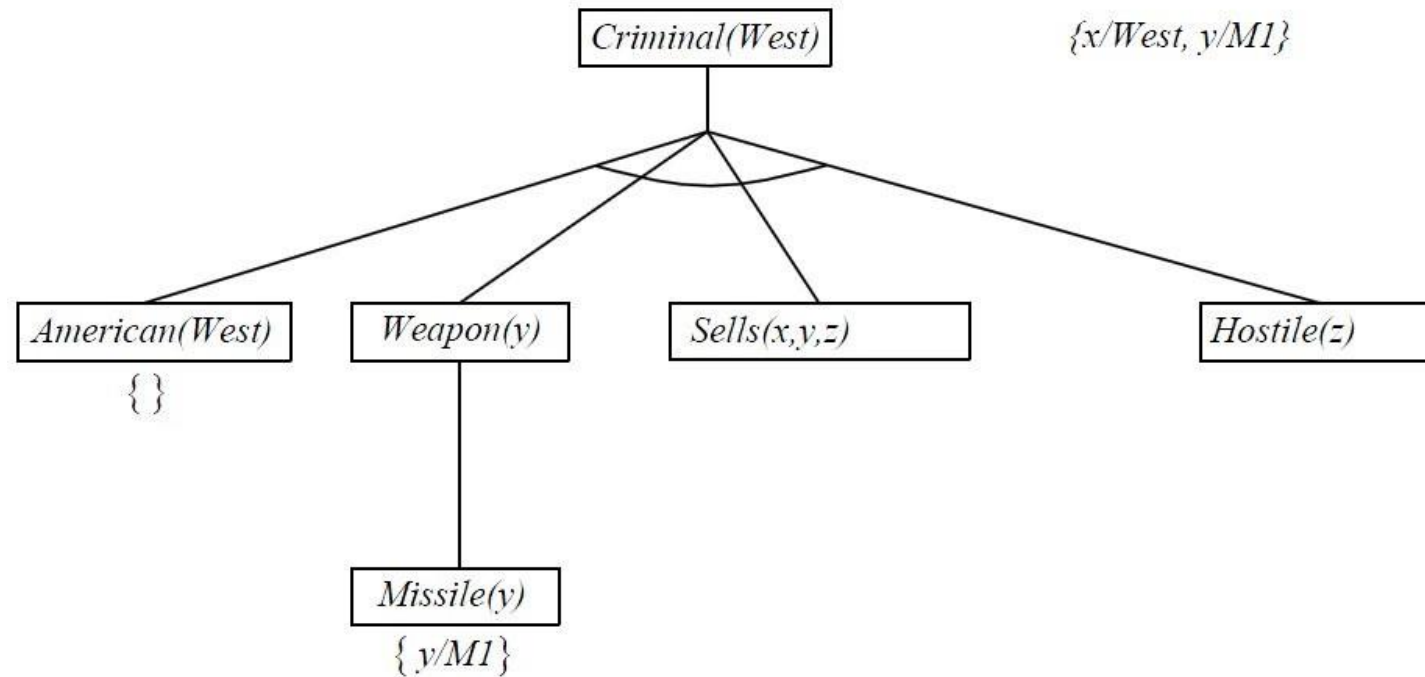 Criminal(West)
{x/West, y/M1}
American(West)
Weapon(y)
Sells(x,y,z)
Hostile(z)
{ }
Missile(y)
{ y/M1 }